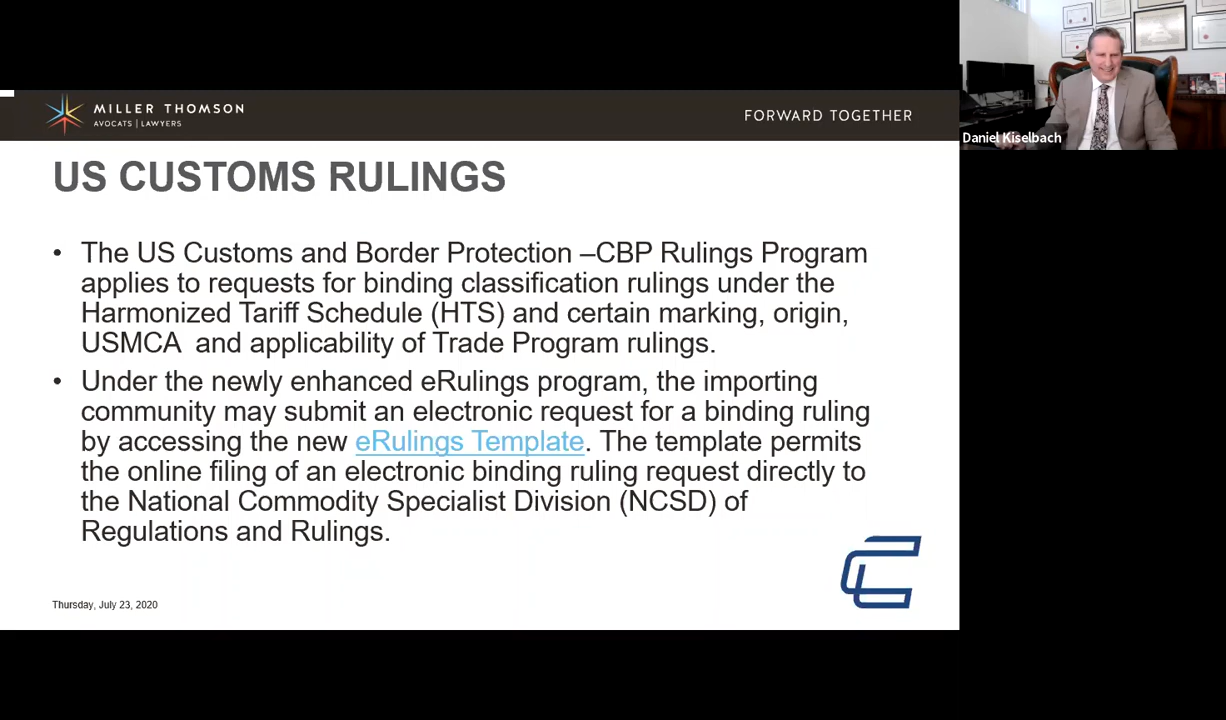 MILLER THOMSON
AVOCATS | LAWYERS
FORWARD TOGETHER
Daniel Kiselbach
US CUSTOMS RULINGS
• The US Customs and Border Protection –CBP Rulings Program
applies to requests for binding classification rulings under the
Harmonized Tariff Schedule (HTS) and certain marking, origin,
USMCA and applicability of Trade Program rulings.
• Under the newly enhanced eRulings program, the importing
community may submit an electronic request for a binding ruling
by accessing the new eRulings Template. The template permits
the online filing of an electronic binding ruling request directly to
the National Commodity Specialist Division (NCSD) of
Regulations and Rulings.
Thursday, July 23, 2020